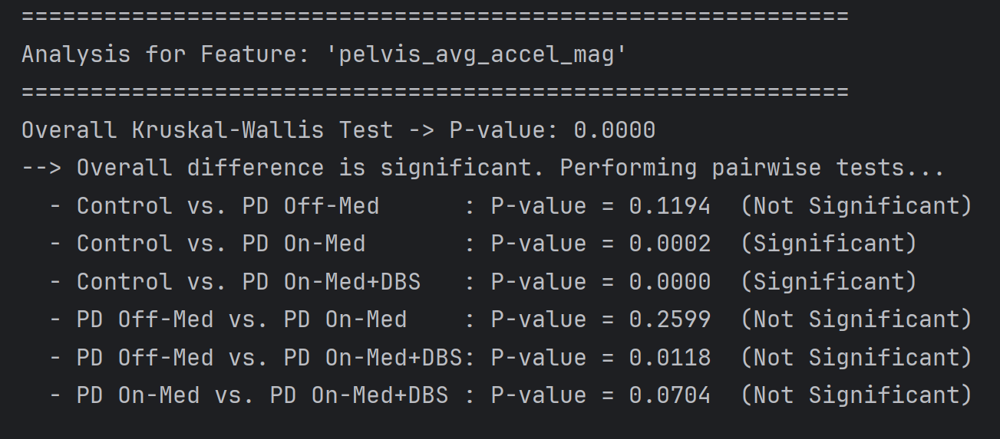 ============================================================
Analysis for Feature: 'pelvis_avg_accel_mag'
============================================================
Overall Kruskal-Wallis Test -> P-value: 0.0000
--> Overall difference is significant. Performing pairwise tests...
  - Control vs. PD Off-Med      : P-value = 0.1194  (Not Significant)
  - Control vs. PD On-Med       : P-value = 0.0002  (Significant)
  - Control vs. PD On-Med+DBS   : P-value = 0.0000  (Significant)
  - PD Off-Med vs. PD On-Med    : P-value = 0.2599  (Not Significant)
  - PD Off-Med vs. PD On-Med+DBS: P-value = 0.0118  (Not Significant)
  - PD On-Med vs. PD On-Med+DBS : P-value = 0.0704  (Not Significant)